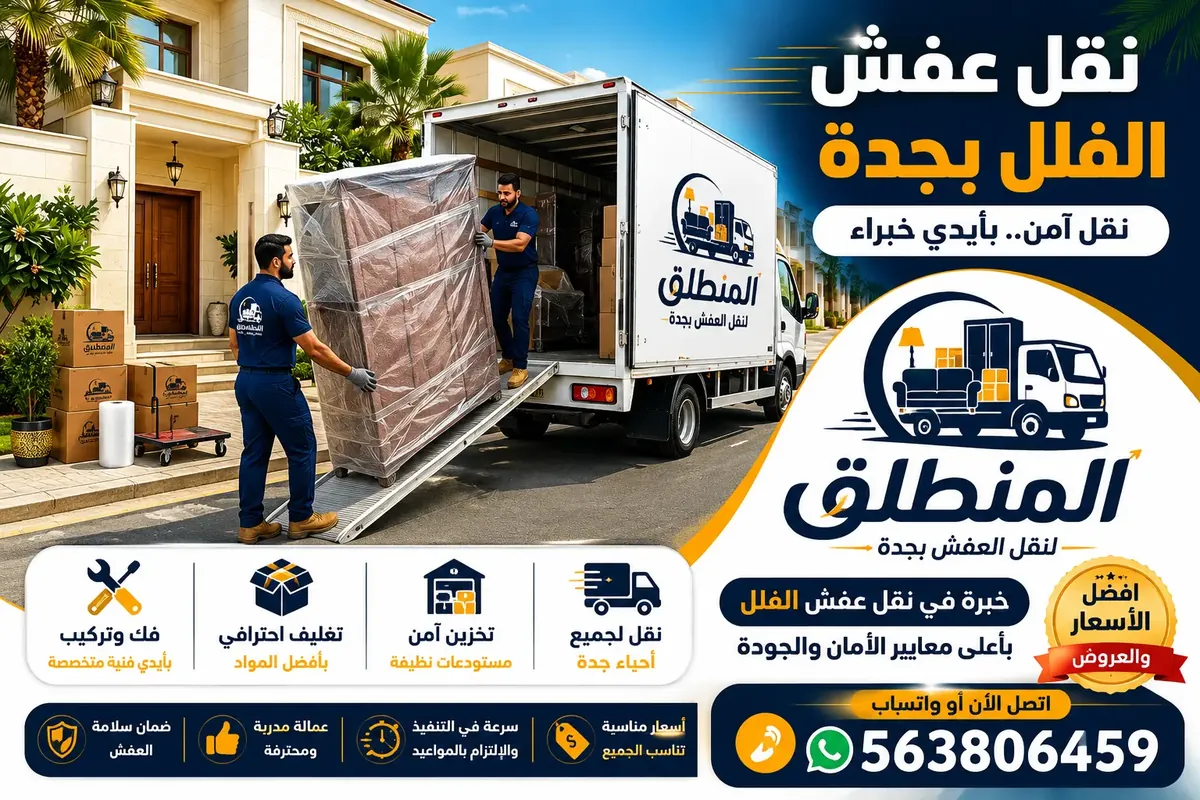 نقل عفش
الفلل بجدة
نقل آمن.. بأيدي خبراء
المنطلق
لنقل العفش بجدة
المنطلق
لنقل العفش بجدة
خبرة في نقل عفش الفلل
بأعلى معايير الأمان والجودة
افضل
الأسعار
والعروض
نقل لجميع
أحياء جدة
تخزين آمن
مستودعات نظيفة
تغليف احترافي
بأفضل المواد
فك وتركيب
بأيدي فنية متخصصة
أسعار مناسبة
تناسب الجميع
سرعة في التنفيذ
والإلتزام بالمواعيد
عمالة مدربة
ومحترفة
ضمان سلامة
العفش
اتصل الأن أو واتساب
563806459